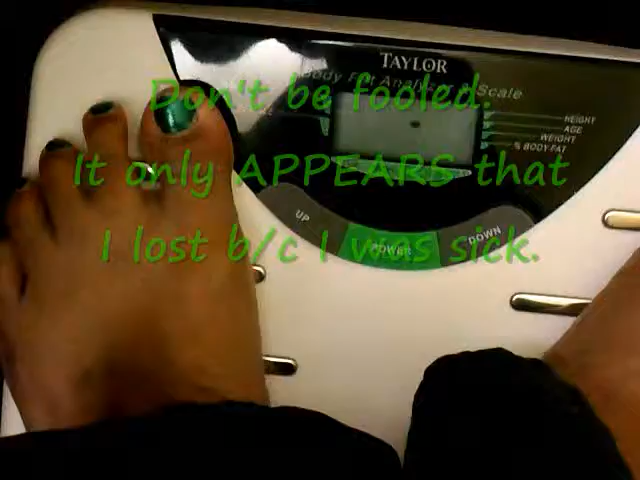 TAYLOR
Body Fat Analyzer Scale
Don't be fooled.
HEIGHT
AGE
WEIGHT
% BODY FAT
It only APPEARS that
UP
POWER
DOWN
I lost b/c I was sick.